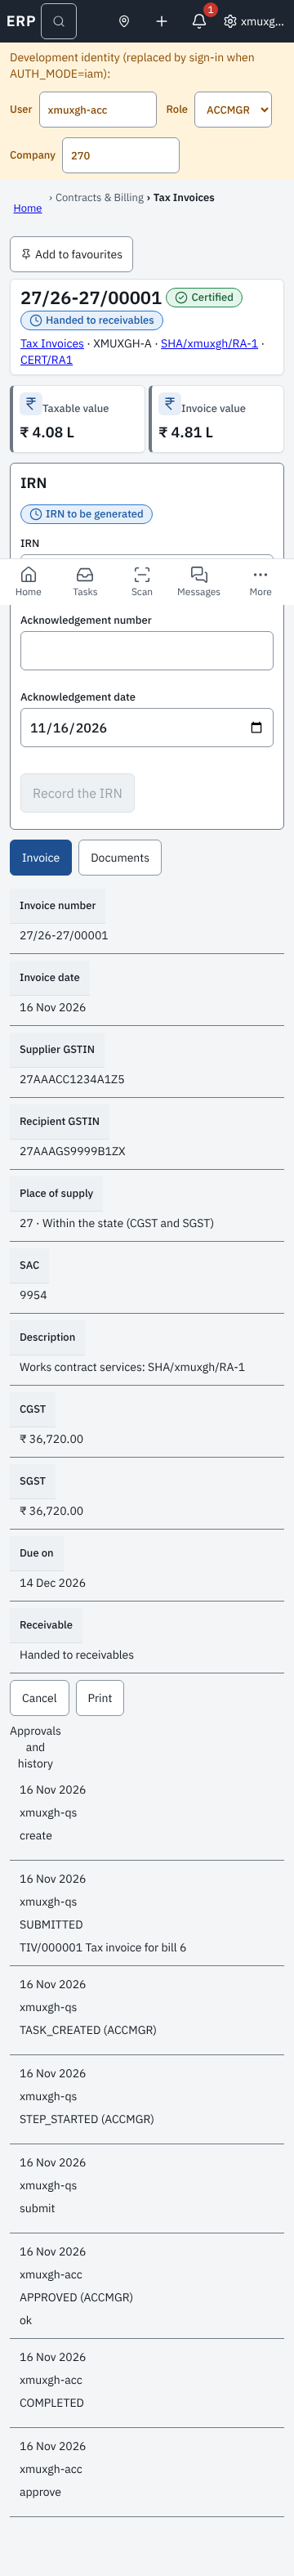 ERP
1
xmuxg...
Development identity (replaced by sign-in when
AUTH_MODE=iam):
User xmuxgh-acc Role ACCMGR
Company 270
Home › Contracts & Billing › Tax Invoices
Add to favourites
27/26-27/00001 Certified
Handed to receivables
Tax Invoices · XMUXGH-A · SHA/xmuxgh/RA-1 ·
CERT/RA1
₹ Taxable value
₹ 4.08 L
₹ Invoice value
₹ 4.81 L
IRN
IRN to be generated
IRN
Home Tasks Scan Messages More
Acknowledgement number
Acknowledgement date
11/16/2026
Record the IRN
Invoice Documents
Invoice number
27/26-27/00001
Invoice date
16 Nov 2026
Supplier GSTIN
27AAACC1234A1Z5
Recipient GSTIN
27AAAGS9999B1ZX
Place of supply
27 · Within the state (CGST and SGST)
SAC
9954
Description
Works contract services: SHA/xmuxgh/RA-1
CGST
₹ 36,720.00
SGST
₹ 36,720.00
Due on
14 Dec 2026
Receivable
Handed to receivables
Cancel Print
Approvals
and
history
16 Nov 2026
xmuxgh-qs
create
16 Nov 2026
xmuxgh-qs
SUBMITTED
TIV/000001 Tax invoice for bill 6
16 Nov 2026
xmuxgh-qs
TASK_CREATED (ACCMGR)
16 Nov 2026
xmuxgh-qs
STEP_STARTED (ACCMGR)
16 Nov 2026
xmuxgh-qs
submit
16 Nov 2026
xmuxgh-acc
APPROVED (ACCMGR)
ok
16 Nov 2026
xmuxgh-acc
COMPLETED
16 Nov 2026
xmuxgh-acc
approve